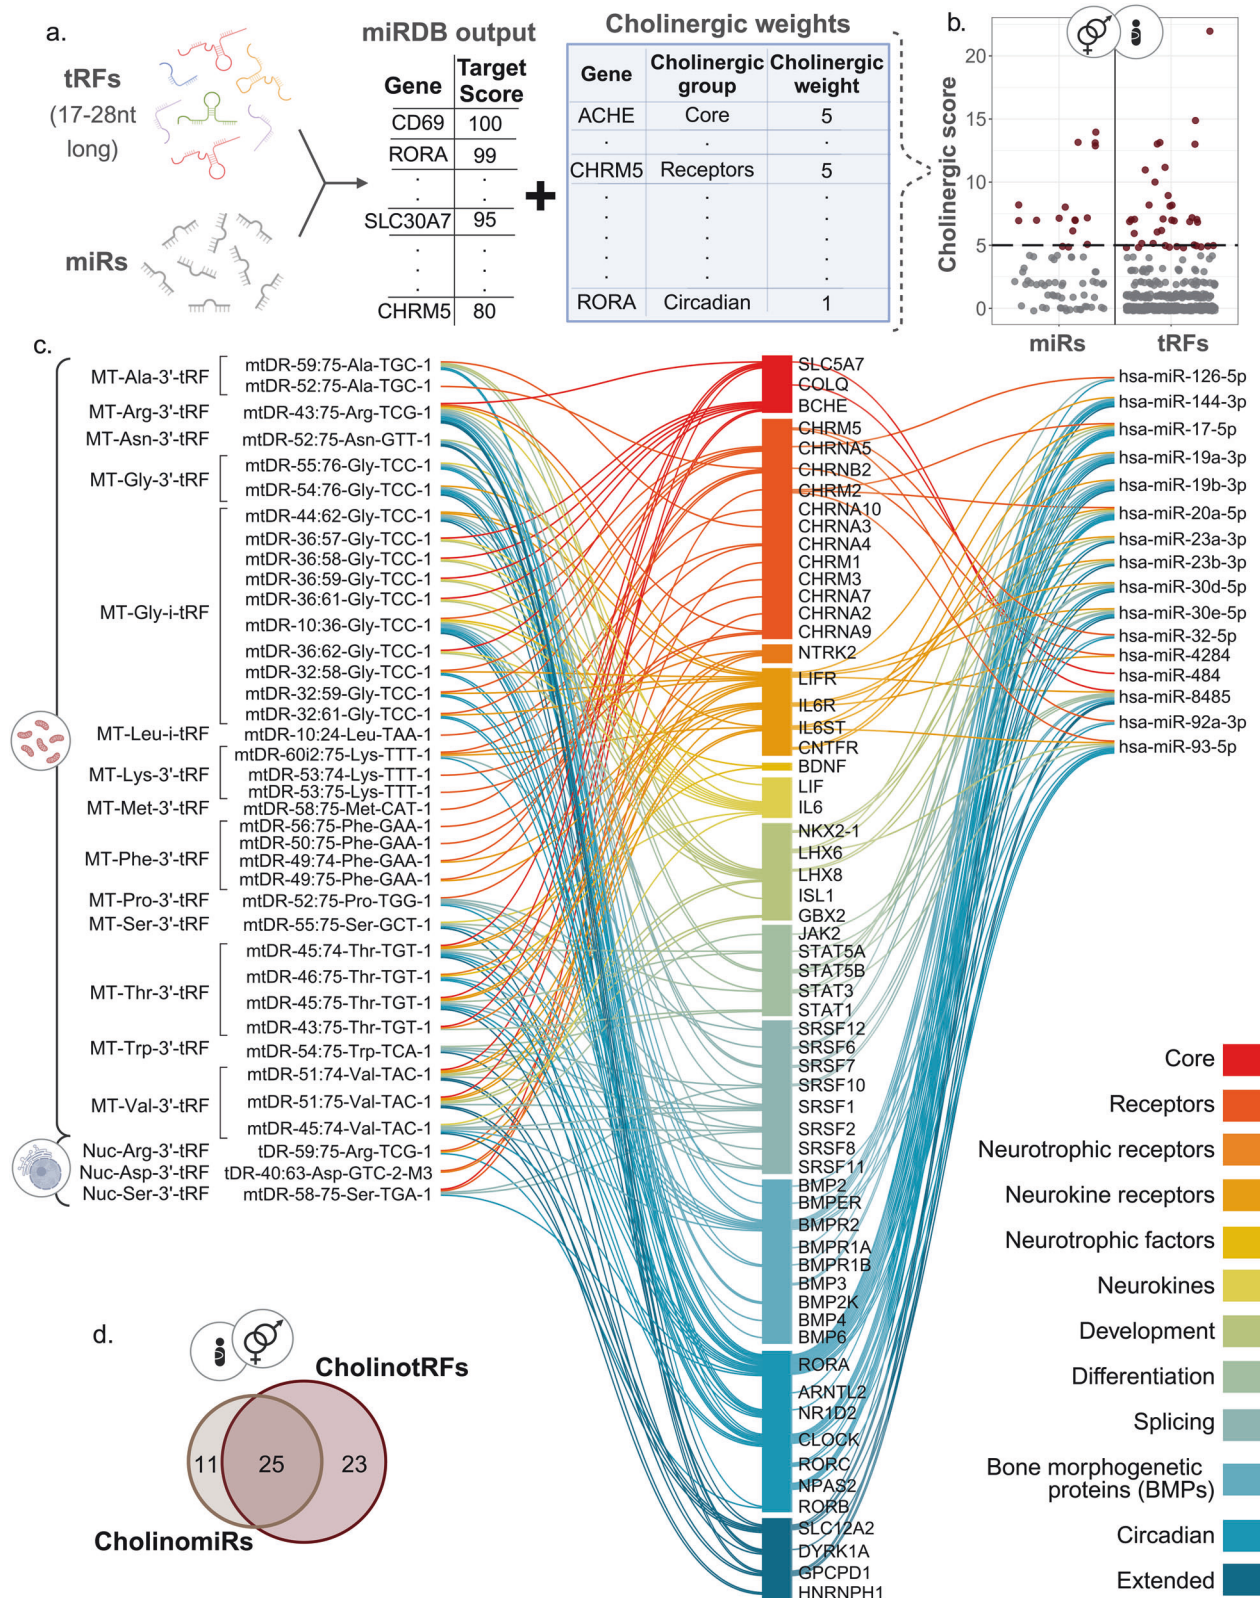 a.
tRFs
(17-28nt
long)
miRs
miRDB output
Gene Target Score
CD69 100
RORA 99
. .
. .
SLC30A7 95
. .
. .
. .
CHRM5 80
+
Cholinergic weights
Gene Cholinergic group Cholinergic weight
ACHE Core 5
. . .
CHRM5 Receptors 5
. . .
. . .
. . .
. . .
. . .
RORA Circadian 1
b.
Cholinergic score
20
15
10
5
0
miRs tRFs
c.
MT-Ala-3'-tRF
MT-Arg-3'-tRF
MT-Asn-3'-tRF
MT-Gly-3'-tRF
MT-Gly-i-tRF
MT-Leu-i-tRF
MT-Lys-3'-tRF
MT-Met-3'-tRF
MT-Phe-3'-tRF
MT-Pro-3'-tRF
MT-Ser-3'-tRF
MT-Thr-3'-tRF
MT-Trp-3'-tRF
MT-Val-3'-tRF
Nuc-Arg-3'-tRF
Nuc-Asp-3'-tRF
Nuc-Ser-3'-tRF
mtDR-59:75-Ala-TGC-1
mtDR-52:75-Ala-TGC-1
mtDR-43:75-Arg-TCG-1
mtDR-52:75-Asn-GTT-1
mtDR-55:76-Gly-TCC-1
mtDR-54:76-Gly-TCC-1
mtDR-44:62-Gly-TCC-1
mtDR-36:57-Gly-TCC-1
mtDR-36:58-Gly-TCC-1
mtDR-36:59-Gly-TCC-1
mtDR-36:61-Gly-TCC-1
mtDR-10:36-Gly-TCC-1
mtDR-36:62-Gly-TCC-1
mtDR-32:58-Gly-TCC-1
mtDR-32:59-Gly-TCC-1
mtDR-32:61-Gly-TCC-1
mtDR-10:24-Leu-TAA-1
mtDR-60i2:75-Lys-TTT-1
mtDR-53:74-Lys-TTT-1
mtDR-53:75-Lys-TTT-1
mtDR-58:75-Met-CAT-1
mtDR-56:75-Phe-GAA-1
mtDR-50:75-Phe-GAA-1
mtDR-49:74-Phe-GAA-1
mtDR-49:75-Phe-GAA-1
mtDR-52:75-Pro-TGG-1
mtDR-55:75-Ser-GCT-1
mtDR-45:74-Thr-TGT-1
mtDR-46:75-Thr-TGT-1
mtDR-45:75-Thr-TGT-1
mtDR-43:75-Thr-TGT-1
mtDR-54:75-Trp-TCA-1
mtDR-51:74-Val-TAC-1
mtDR-51:75-Val-TAC-1
mtDR-45:74-Val-TAC-1
tDR-59:75-Arg-TCG-1
tDR-40:63-Asp-GTC-2-M3
mtDR-58-75-Ser-TGA-1
SLC5A7
COLQ
BCHE
CHRM5
CHRNA5
CHRNB2
CHRM2
CHRNA10
CHRNA3
CHRNA4
CHRM1
CHRM3
CHRNA7
CHRNA2
CHRNA9
NTRK2
LIFR
IL6R
IL6ST
CNTFR
BDNF
LIF
IL6
NKX2-1
LHX6
LHX8
ISL1
GBX2
JAK2
STAT5A
STAT5B
STAT3
STAT1
SRSF12
SRSF6
SRSF7
SRSF10
SRSF1
SRSF2
SRSF8
SRSF11
BMP2
BMPER
BMPR2
BMPR1A
BMPR1B
BMP3
BMP2K
BMP4
BMP6
RORA
ARNTL2
NR1D2
CLOCK
RORC
NPAS2
RORB
SLC12A2
DYRK1A
GPCPD1
HNRNPH1
hsa-miR-126-5p
hsa-miR-144-3p
hsa-miR-17-5p
hsa-miR-19a-3p
hsa-miR-19b-3p
hsa-miR-20a-5p
hsa-miR-23a-3p
hsa-miR-23b-3p
hsa-miR-30d-5p
hsa-miR-30e-5p
hsa-miR-32-5p
hsa-miR-4284
hsa-miR-484
hsa-miR-8485
hsa-miR-92a-3p
hsa-miR-93-5p
Core
Receptors
Neurotrophic receptors
Neurokine receptors
Neurotrophic factors
Neurokines
Development
Differentiation
Splicing
Bone morphogenetic
proteins (BMPs)
Circadian
Extended
d.
CholinotRFs
11 25 23
CholinomiRs